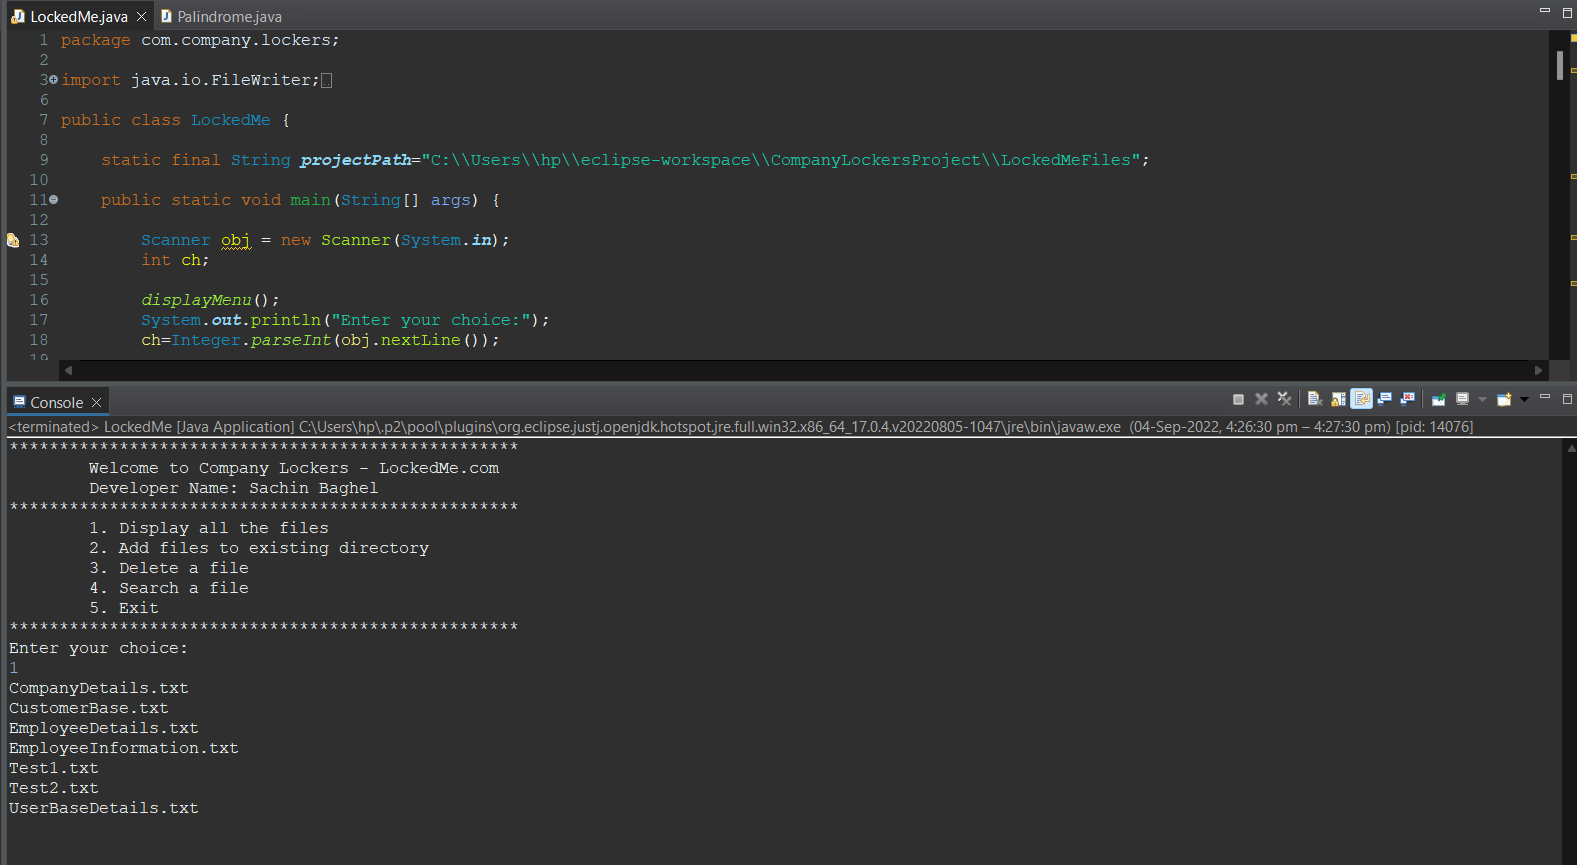 LockedMe.java Palindrome.java
1 package com.company.lockers;
2
3 import java.io.FileWriter;
6
7 public class LockedMe {
8
9 static final String projectPath="C:\\Users\\hp\\eclipse-workspace\\CompanyLockersProject\\LockedMeFiles";
10
11 public static void main(String[] args) {
12
13 Scanner obj = new Scanner(System.in);
14 int ch;
15
16 displayMenu();
17 System.out.println("Enter your choice:");
18 ch=Integer.parseInt(obj.nextLine());
19
Console
<terminated> LockedMe [Java Application] C:\Users\hp\.p2\pool\plugins\org.eclipse.justj.openjdk.hotspot.jre.full.win32.x86_64_17.0.4.v20220805-1047\jre\bin\javaw.exe (04-Sep-2022, 4:26:30 pm – 4:27:30 pm) [pid: 14076]
***************************************************
Welcome to Company Lockers - LockedMe.com
Developer Name: Sachin Baghel
***************************************************
1. Display all the files
2. Add files to existing directory
3. Delete a file
4. Search a file
5. Exit
***************************************************
Enter your choice:
1
CompanyDetails.txt
CustomerBase.txt
EmployeeDetails.txt
EmployeeInformation.txt
Test1.txt
Test2.txt
UserBaseDetails.txt